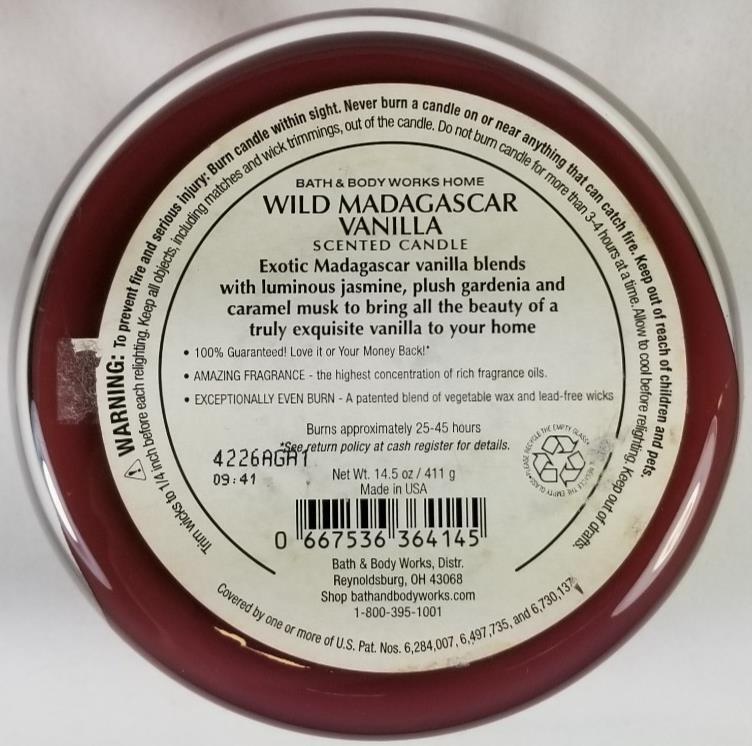 WARNING: To prevent fire and serious injury: Burn candle within sight. Never burn a candle on or near anything that can catch fire. Keep out of reach of children and pets.
Trim wicks to 1/4 inch before each relighting. Keep all objects, including matches and wick trimmings, out of the candle. Do not burn candle for more than 3-4 hours at a time. Allow to cool before relighting. Keep out of drafts.
BATH & BODY WORKS HOME
WILD MADAGASCAR
VANILLA
SCENTED CANDLE
Exotic Madagascar vanilla blends
with luminous jasmine, plush gardenia and
caramel musk to bring all the beauty of a
truly exquisite vanilla to your home
• 100% Guaranteed! Love it or Your Money Back!*
• AMAZING FRAGRANCE - the highest concentration of rich fragrance oils.
• EXCEPTIONALLY EVEN BURN - A patented blend of vegetable wax and lead-free wicks
Burns approximately 25-45 hours
*See return policy at cash register for details.
4226AGH1
09:41
Net Wt. 14.5 oz / 411 g
Made in USA
PLEASE RECYCLE THE EMPTY GLASS
0 667536 364145
Bath & Body Works, Distr.
Reynoldsburg, OH 43068
Shop bathandbodyworks.com
1-800-395-1001
Covered by one or more of U.S. Pat. Nos. 6,284,007, 6,497,735, and 6,730,137